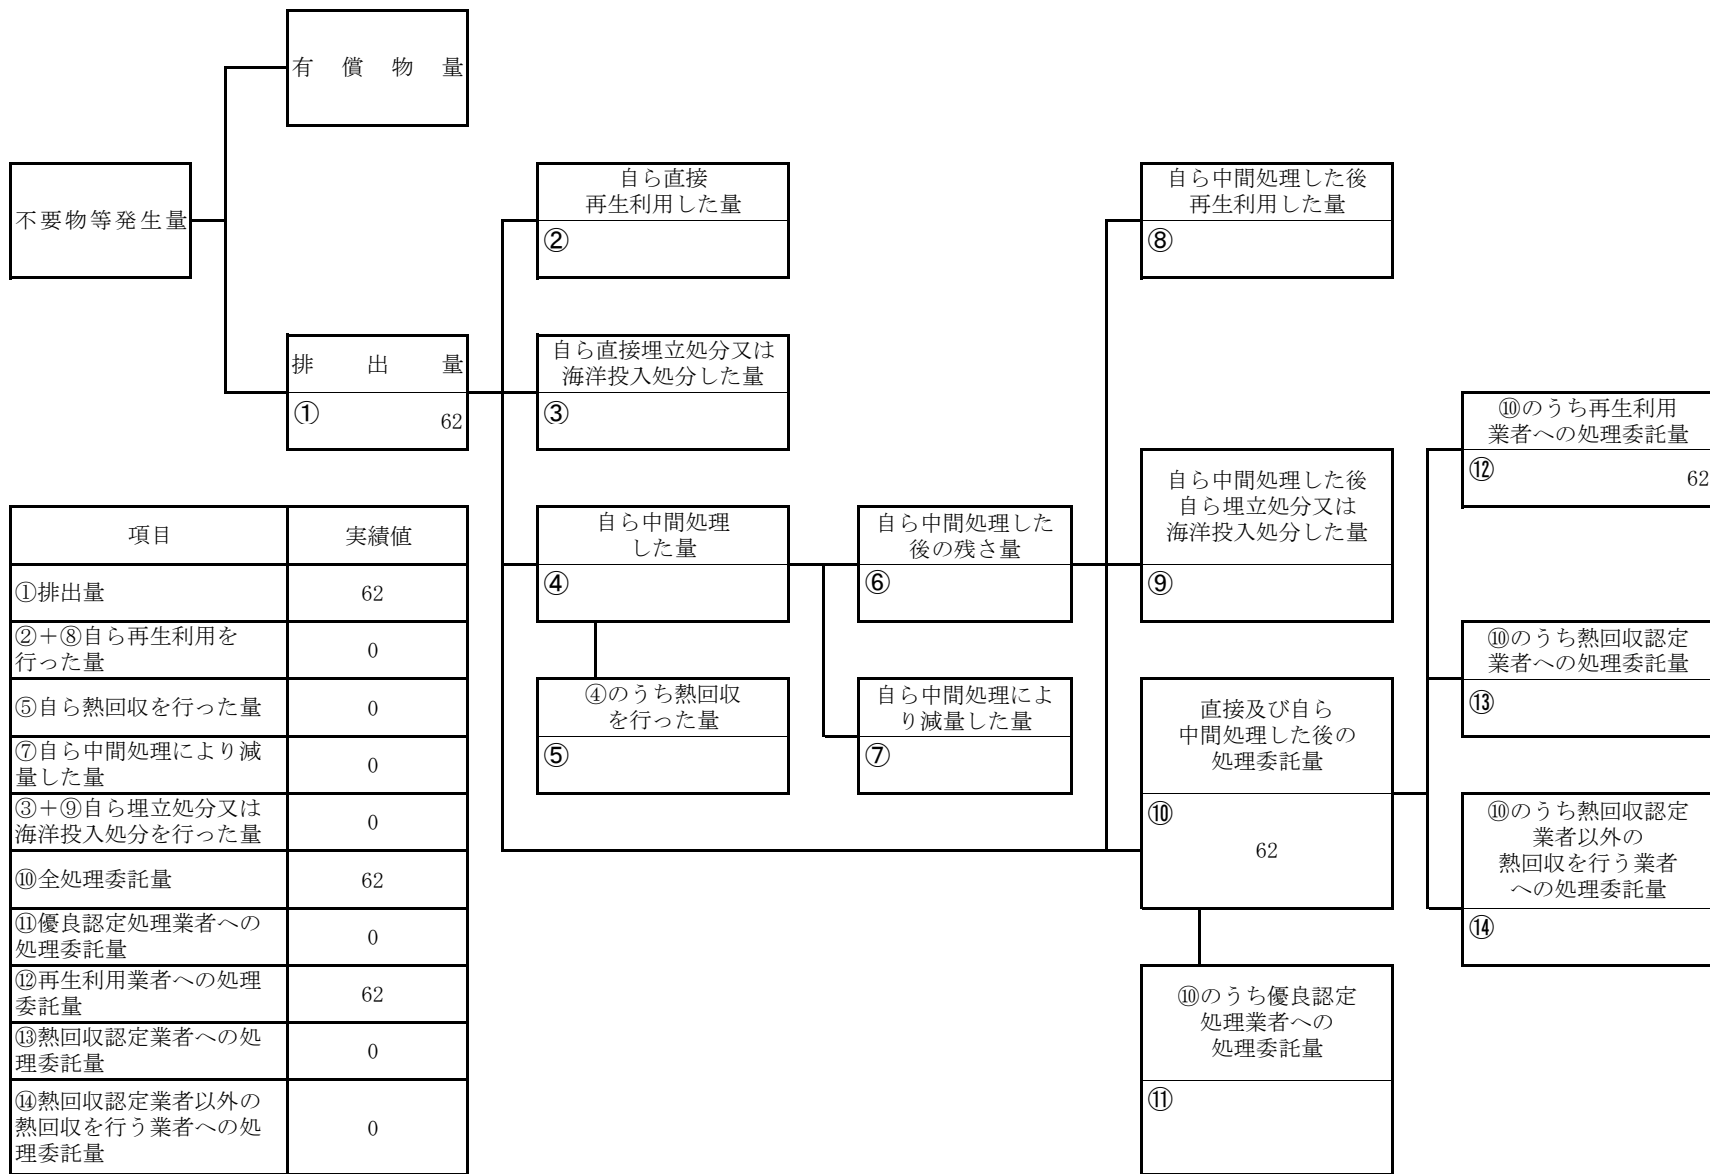 有償物量
不要物等発生量
排出量
①
62
自ら直接
再生利用した量
②
自ら直接埋立処分又は
海洋投入処分した量
③
自ら中間処理
した量
④
④のうち熱回収
を行った量
⑤
自ら中間処理した
後の残さ量
⑥
自ら中間処理によ
り減量した量
⑦
自ら中間処理した後
再生利用した量
⑧
自ら中間処理した後
自ら埋立処分又は
海洋投入処分した量
⑨
直接及び自ら
中間処理した後の
処理委託量
⑩
62
⑩のうち優良認定
処理業者への
処理委託量
⑪
⑩のうち再生利用
業者への処理委託量
⑫
62
⑩のうち熱回収認定
業者への処理委託量
⑬
⑩のうち熱回収認定
業者以外の
熱回収を行う業者
への処理委託量
⑭
項目 実績値
①排出量 62
②+⑧自ら再生利用を
行った量
0
⑤自ら熱回収を行った量 0
⑦自ら中間処理により減
量した量
0
③+⑨自ら埋立処分又は
海洋投入処分を行った量
0
⑩全処理委託量 62
⑪優良認定処理業者への
処理委託量
0
⑫再生利用業者への処理
委託量
62
⑬熱回収認定業者への処
理委託量
0
⑭熱回収認定業者以外の
熱回収を行う業者への処
理委託量
0